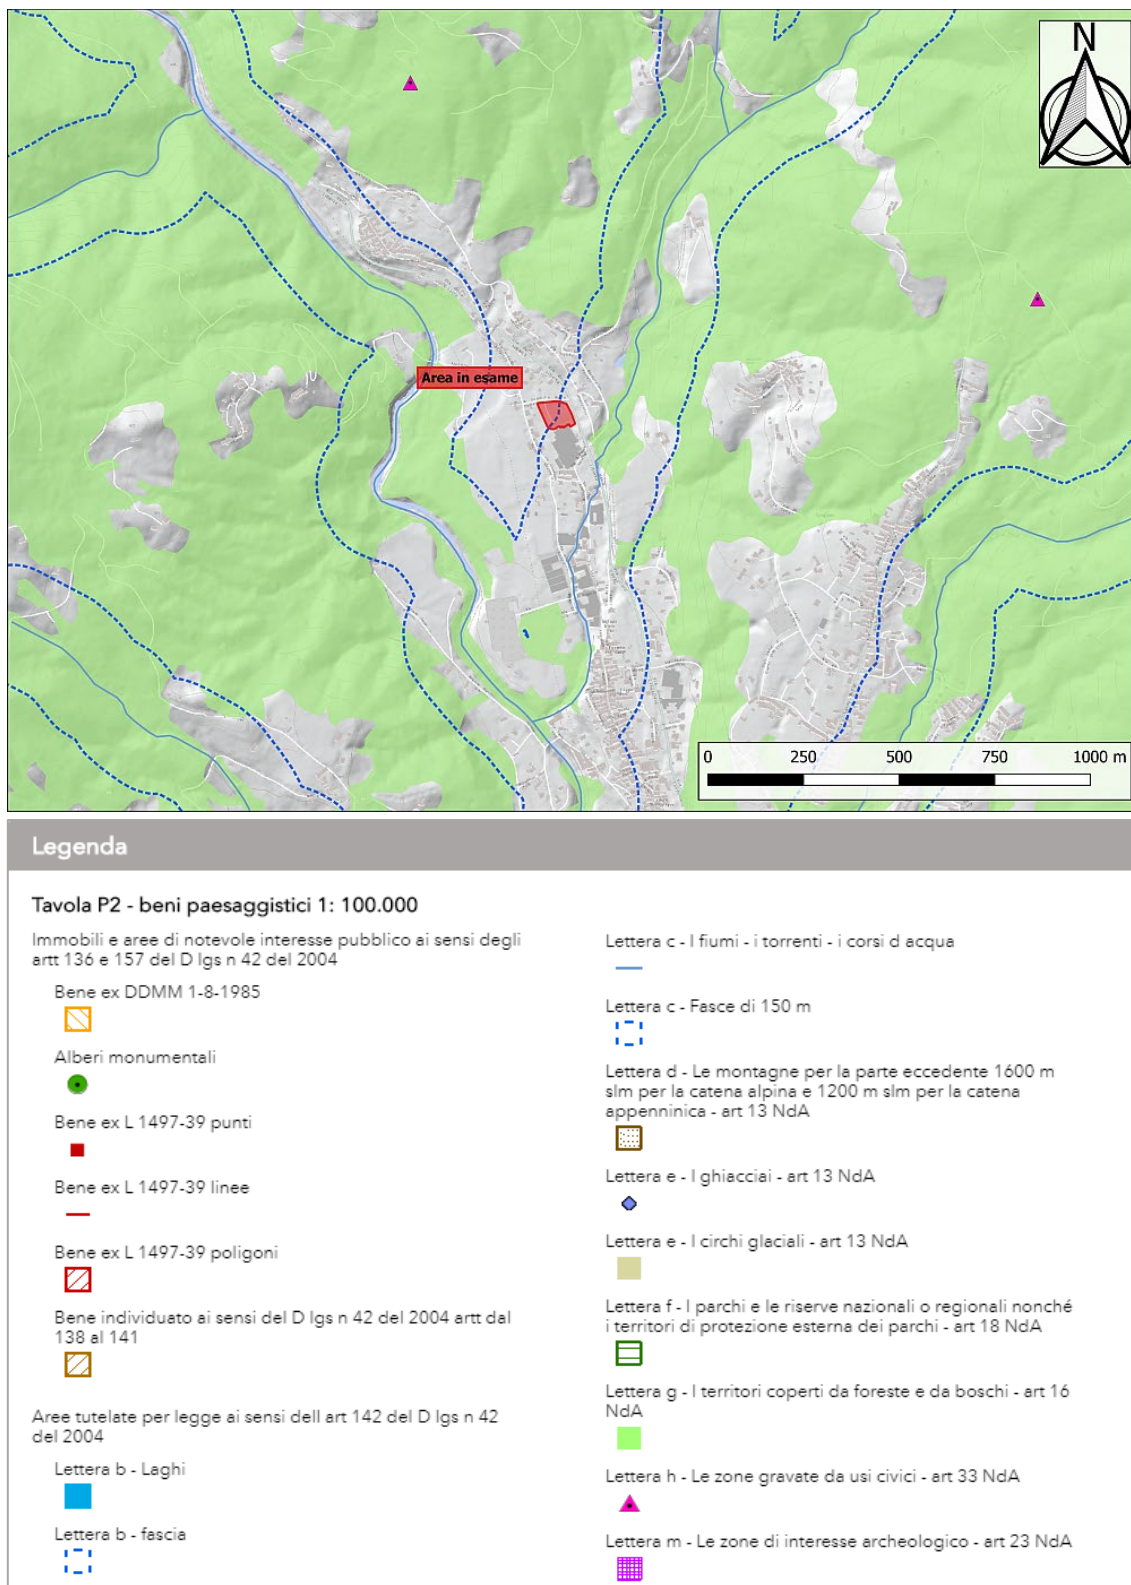 N
Area in esame
0 250 500 750 1000 m
Legenda
Tavola P2 - beni paesaggistici 1: 100.000
Immobili e aree di notevole interesse pubblico ai sensi degli
artt 136 e 157 del D lgs n 42 del 2004
Bene ex DDMM 1-8-1985
Alberi monumentali
Bene ex L 1497-39 punti
Bene ex L 1497-39 linee
Bene ex L 1497-39 poligoni
Bene individuato ai sensi del D lgs n 42 del 2004 artt dal
138 al 141
Aree tutelate per legge ai sensi dell art 142 del D lgs n 42
del 2004
Lettera b - Laghi
Lettera b - fascia
Lettera c - I fiumi - i torrenti - i corsi d acqua
Lettera c - Fasce di 150 m
Lettera d - Le montagne per la parte eccedente 1600 m
slm per la catena alpina e 1200 m slm per la catena
appenninica - art 13 NdA
Lettera e - I ghiacciai - art 13 NdA
Lettera e - I circhi glaciali - art 13 NdA
Lettera f - I parchi e le riserve nazionali o regionali nonché
i territori di protezione esterna dei parchi - art 18 NdA
Lettera g - I territori coperti da foreste e da boschi - art 16
NdA
Lettera h - Le zone gravate da usi civici - art 33 NdA
Lettera m - Le zone di interesse archeologico - art 23 NdA